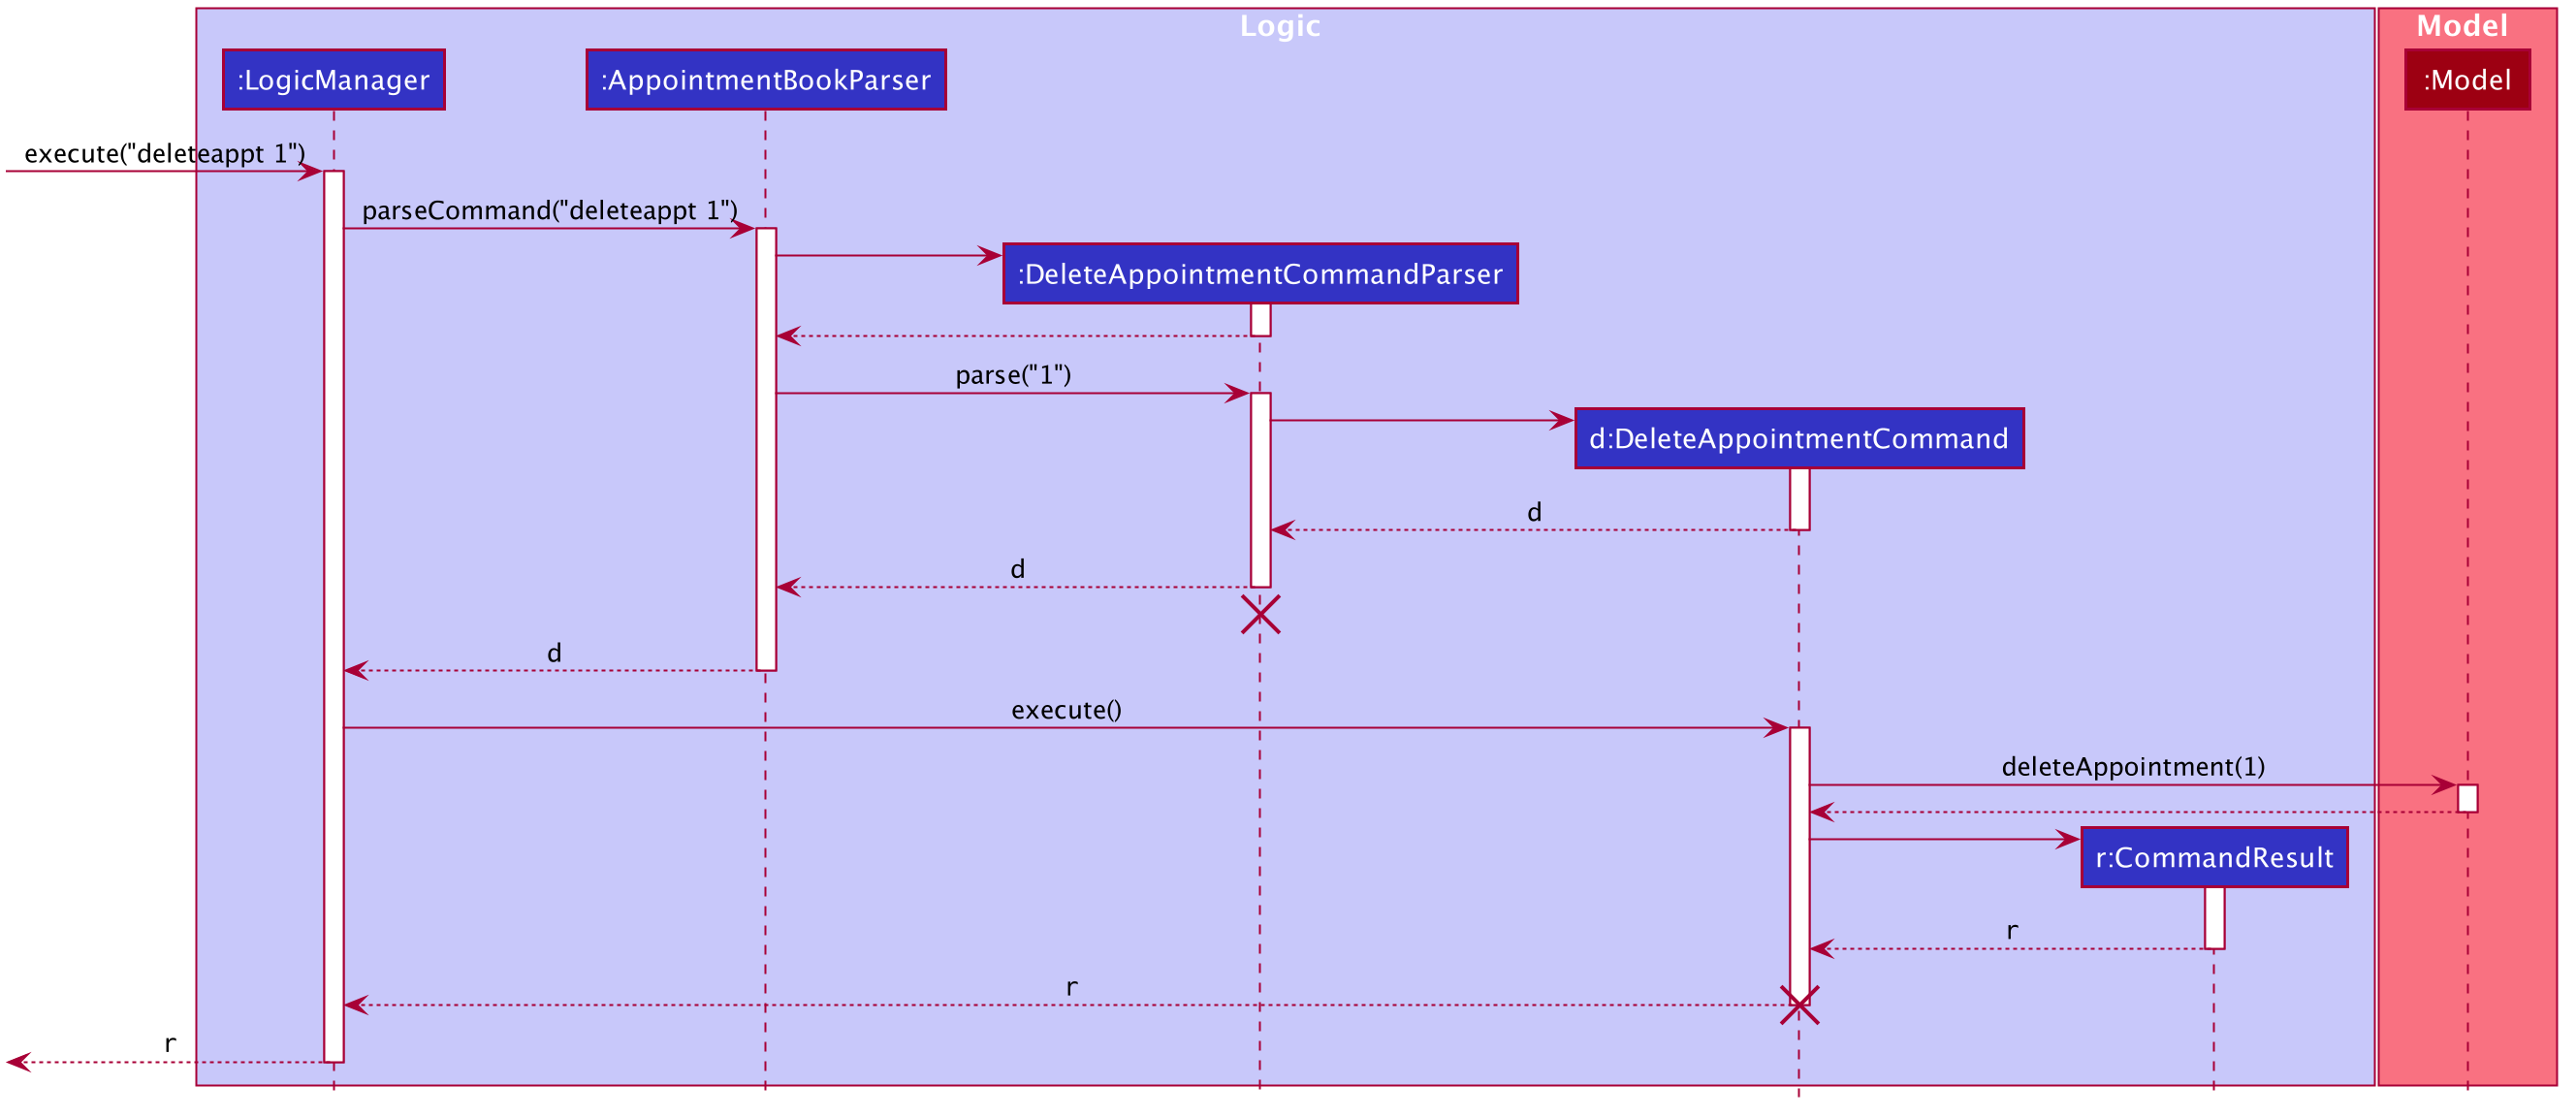 Logic
Model
:LogicManager
:AppointmentBookParser
:Model
execute("deleteappt 1")
parseCommand("deleteappt 1")
:DeleteAppointmentCommandParser
parse("1")
d:DeleteAppointmentCommand
d
d
d
execute()
deleteAppointment(1)
r:CommandResult
r
r
r